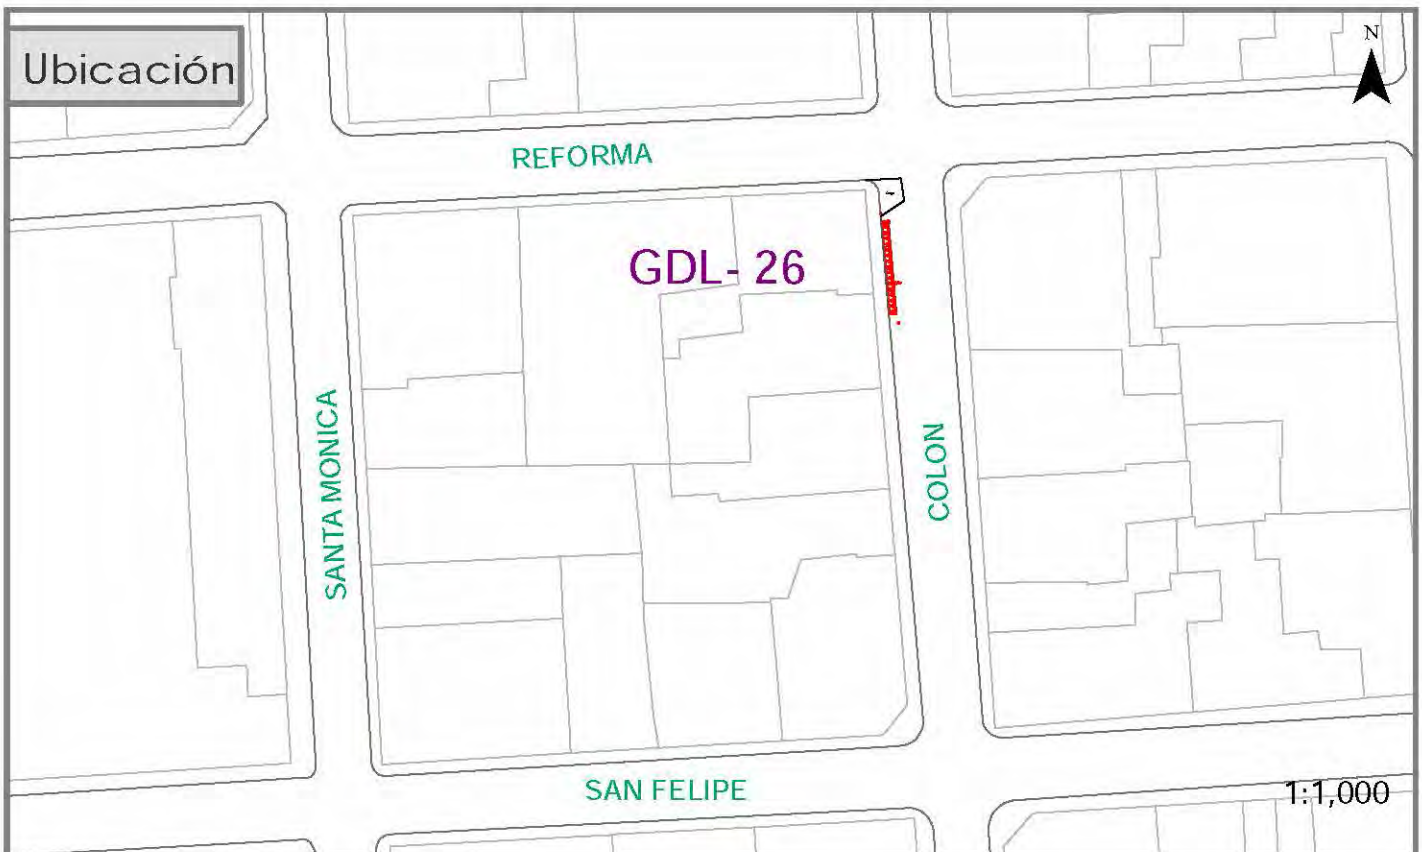 Ubicación
N
REFORMA
GDL- 26
SANTA MONICA
COLON
SAN FELIPE
1:1,000